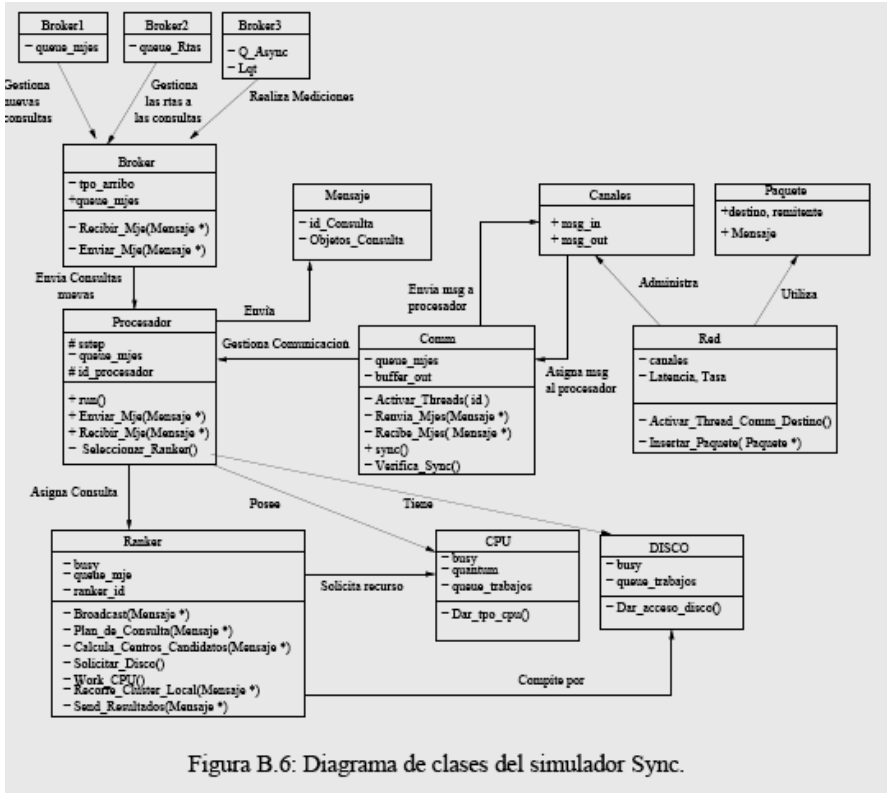 Broker1
− queue_mjes
Broker2
− queue_Rtas
Broker3
− Q_Async
− Lqt
Gestiona
nuevas
consultas
Gestiona
las rtas a
las consultas
Realiza Mediciones
Broker
− tpo_arribo
+queue_mjes
− Recibir_Mje(Mensaje *)
− Enviar_Mje(Mensaje *)
Mensaje
− id_Consulta
− Objetos_Consulta
Canales
+ msg_in
+ msg_out
Paquete
+destino, remitente
+ Mensaje
Envia Consultas
nuevas
Envía
Envia msg a
procesador
Administra
Utiliza
Procesador
# sstep
− queue_mjes
# id_procesador
+ run()
+ Enviar_Mje(Mensaje *)
+ Recibir_Mje(Mensaje *)
− Seleccionar_Ranker()
Gestiona Comunicación
Comm
− queue_mjes
− buffer_out
− Activar_Threads( id )
− Renvia_Mjes(Mensaje *)
− Recibe_Mjes( Mensaje *)
+ sync()
− Verifica_Sync()
Asigna msg
al procesador
Red
− canales
− Latencia, Tasa
− Activar_Thread_Comm_Destino()
− Insertar_Paquete( Paquete *)
Asigna Consulta
Posee
Tiene
Ranker
− busy
− queue_mje
− ranker_id
− Broadcast(Mensaje *)
− Plan_de_Consulta(Mensaje *)
− Calcula_Centros_Candidatos(Mensaje *)
− Solicitar_Disco()
− Work_CPU()
− Recorre_Cluster_Local(Mensaje *)
− Send_Resultados(Mensaje *)
Solicita recurso
CPU
− busy
− quantum
− queue_trabajos
− Dar_tpo_cpu()
DISCO
− busy
− queue_trabajos
− Dar_acceso_disco()
Compite por
Figura B.6: Diagrama de clases del simulador Sync.